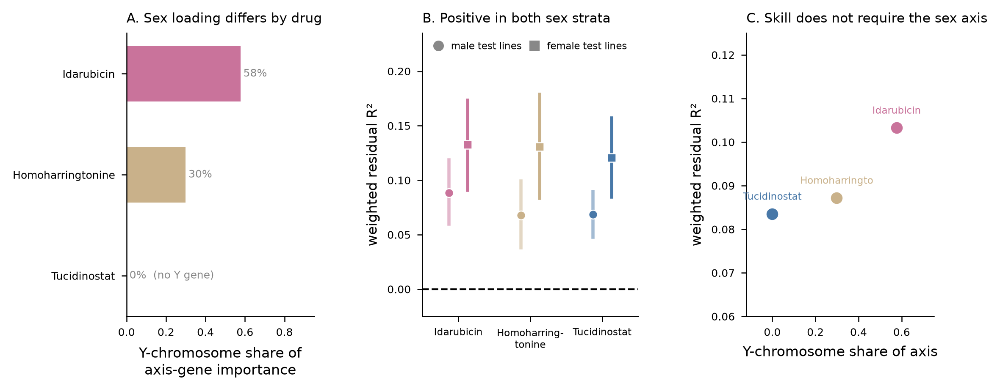 A. Sex loading differs by drug
Idarubicin
58%
Homoharringtonine
30%
Tucidinostat
0% (no Y gene)
0.0 0.2 0.4 0.6 0.8
Y-chromosome share of
axis-gene importance
B. Positive in both sex strata
male test lines
female test lines
weighted residual R²
0.20
0.15
0.10
0.05
0.00
Idarubicin
Homoharring-
tonine
Tucidinostat
C. Skill does not require the sex axis
weighted residual R²
0.12
0.11
0.10
0.09
0.08
0.07
0.06
Idarubicin
Homoharringto
Tucidinostat
0.0 0.2 0.4 0.6
Y-chromosome share of axis